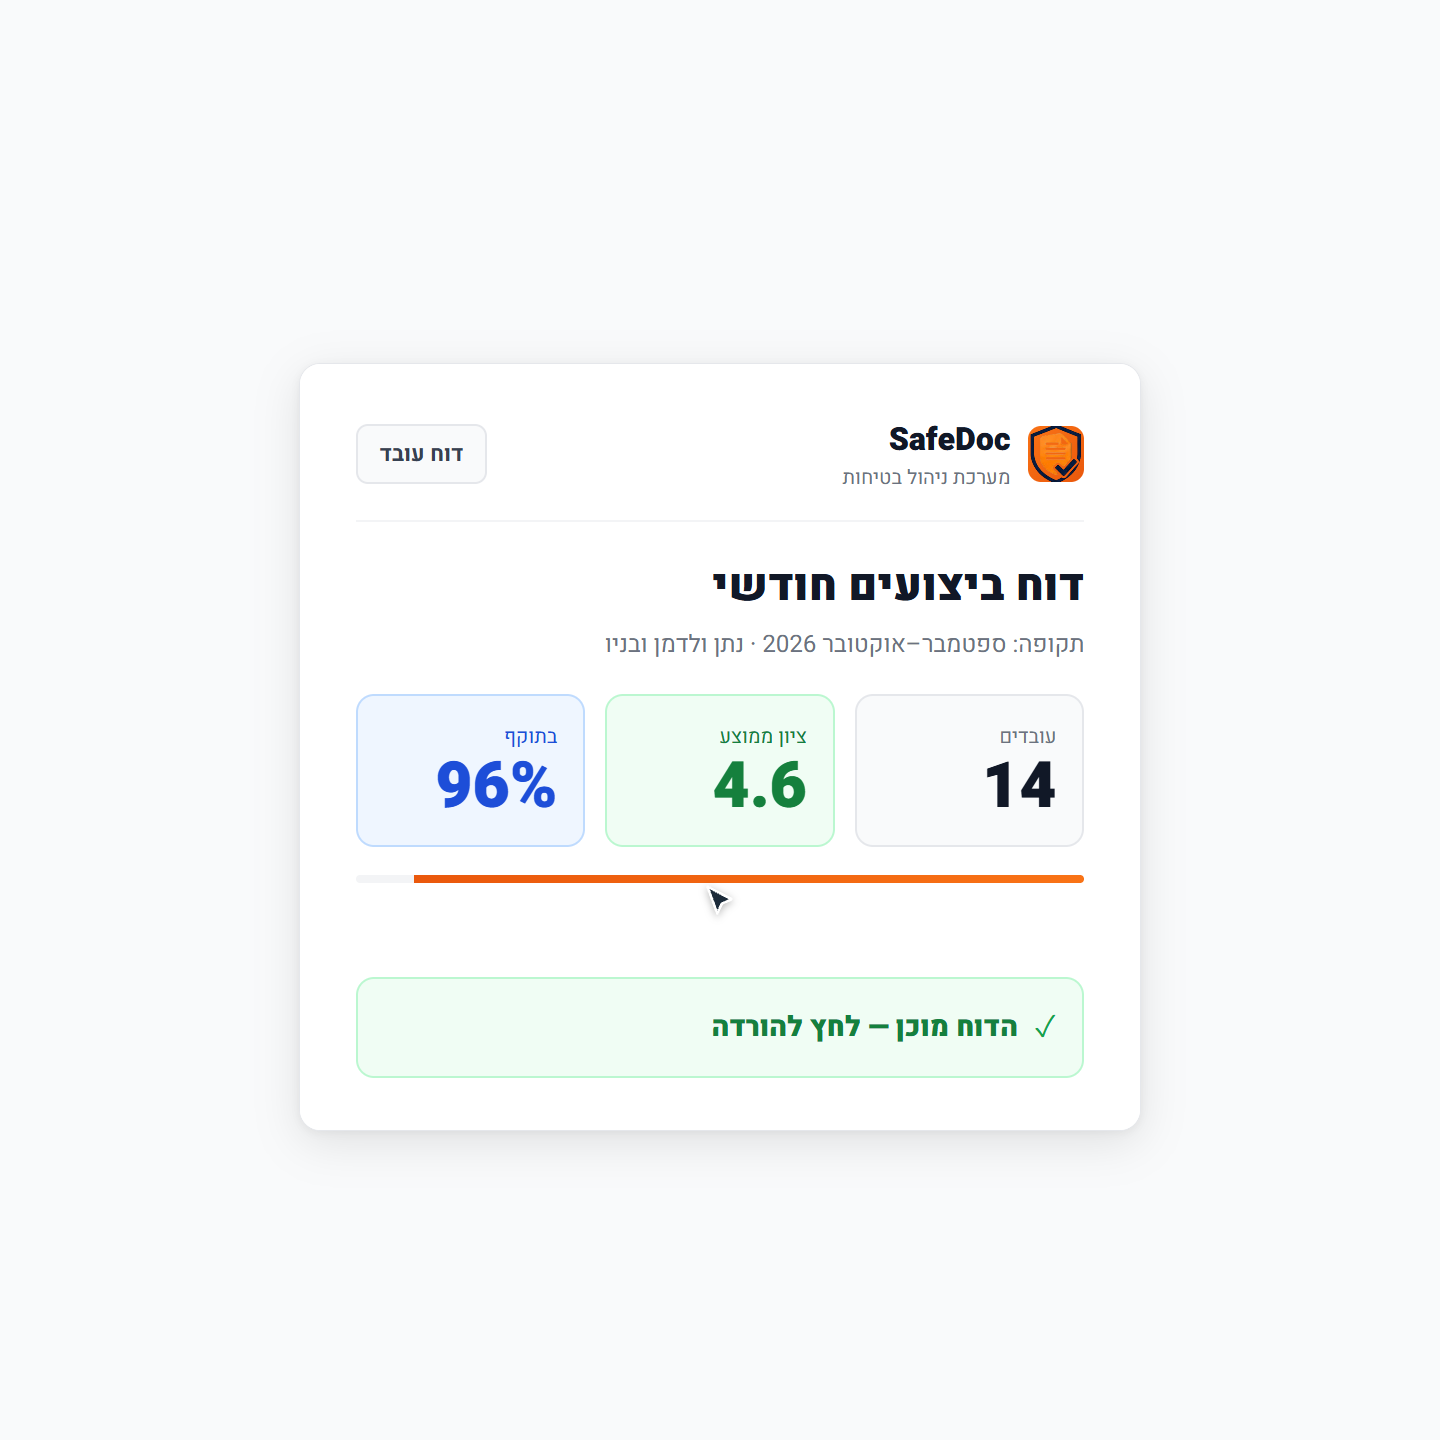 SafeDoc
מערכת ניהול בטיחות
דוח עובד
דוח ביצועים חודשי
תקופה: ספטמבר–אוקטובר 2026 · נתן ולדמן ובניו
עובדים
14
ציון ממוצע
4.6
בתוקף
96%
✓ הדוח מוכן – לחץ להורדה